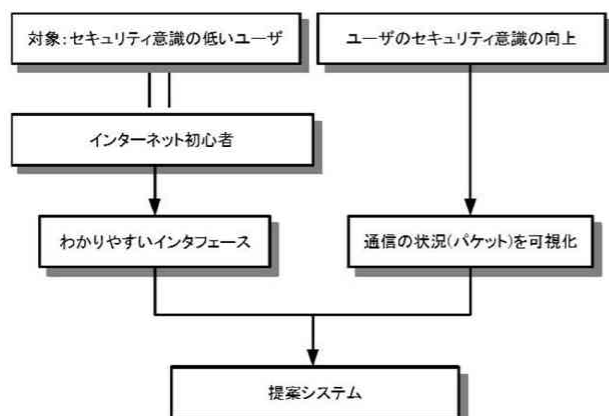 対象:セキュリティ意識の低いユーザ
ユーザのセキュリティ意識の向上
インターネット初心者
わかりやすいインタフェース
通信の状況(パケット)を可視化
提案システム